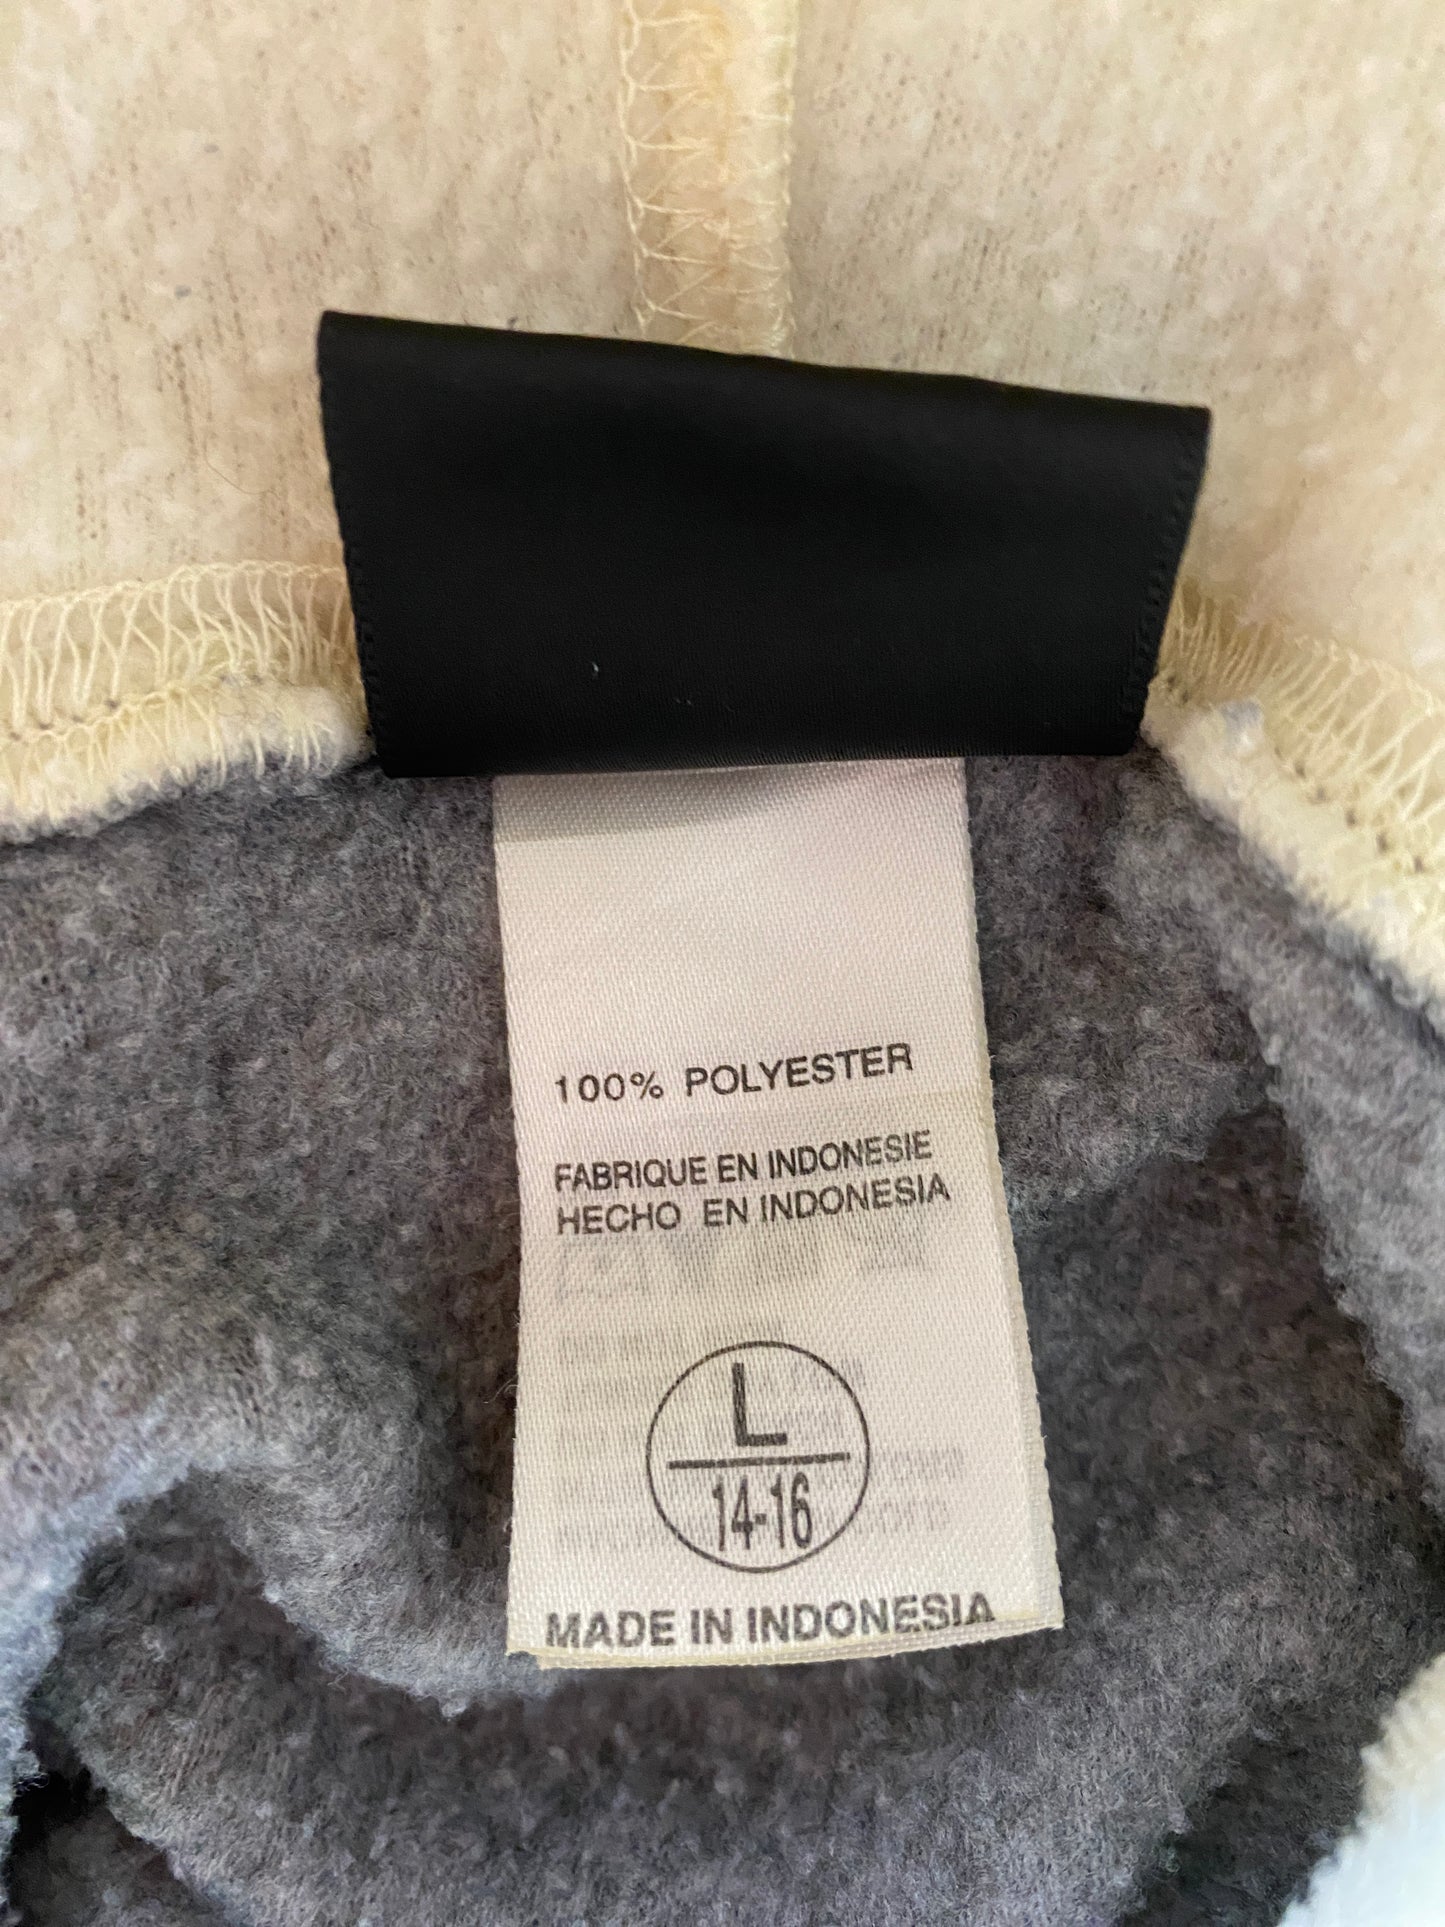 100% POLYESTER
FABRIQUE EN INDONESIE
HECHO EN INDONESIA
L
14-16
MADE IN INDONESIA